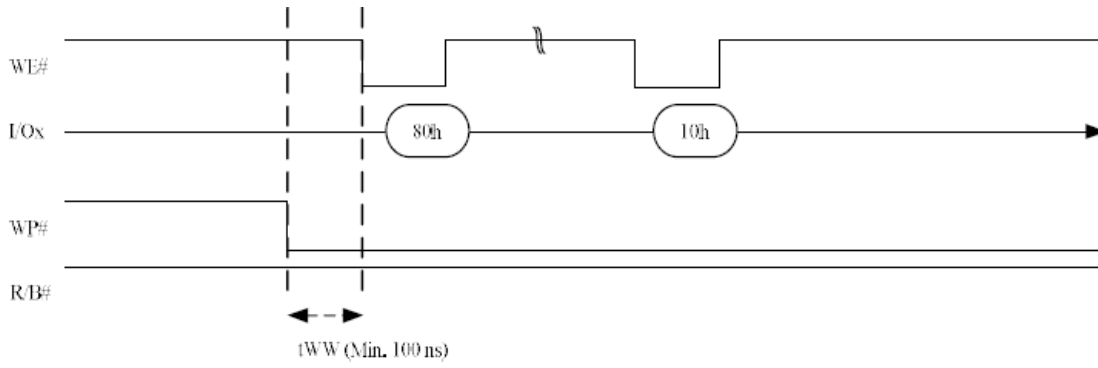 WE#
I/Ox
80h
10h
WP#
R/B#
tWW (Min. 100 ns)